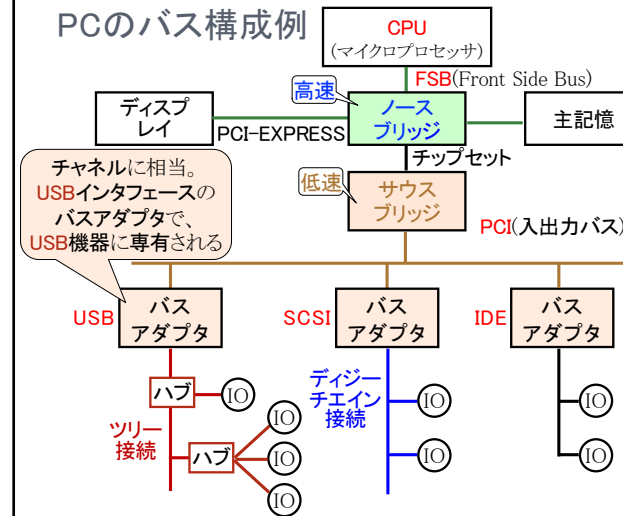 PCのバス構成例
CPU
(マイクロプロセッサ)
FSB(Front Side Bus)
高速
ディスプ
レイ
PCI-EXPRESS
ノース
ブリッジ
主記憶
チップセット
低速
サウス
ブリッジ
PCI(入出力バス)
チャネルに相当。
USBインタフェースの
バスアダプタで、
USB機器に専有される
USB
バス
アダプタ
SCSI
バス
アダプタ
IDE
バス
アダプタ
ハブ
IO
ツリー
接続
ハブ
IO
IO
IO
ディジー
チエイン
接続
IO
IO
IO
IO